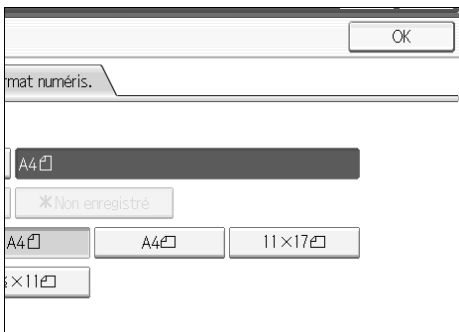 OK
rmat numéris.
A4
Non enregistré
A4 A4 11×17
×11